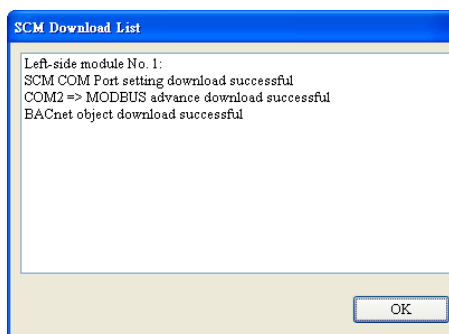 SCM Download List
Left-side module No. 1:
SCM COM Port setting download successful
COM2 => MODBUS advance download successful
BACnet object download successful
OK